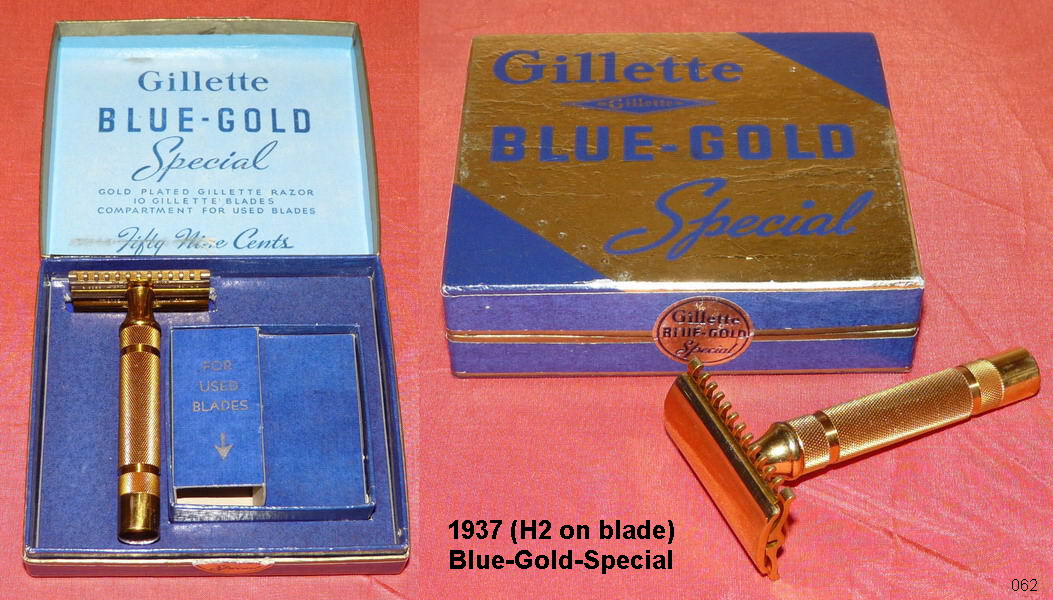 Gillette
BLUE-GOLD
Special
GOLD PLATED GILLETTE RAZOR
10 GILLETTE BLADES
COMPARTMENT FOR USED BLADES
Fifty Nine Cents
FOR
USED
BLADES
Gillette
Gillette
BLUE-GOLD
Special
Gillette
BLUE-GOLD
Special
1937 (H2 on blade)
Blue-Gold-Special
062